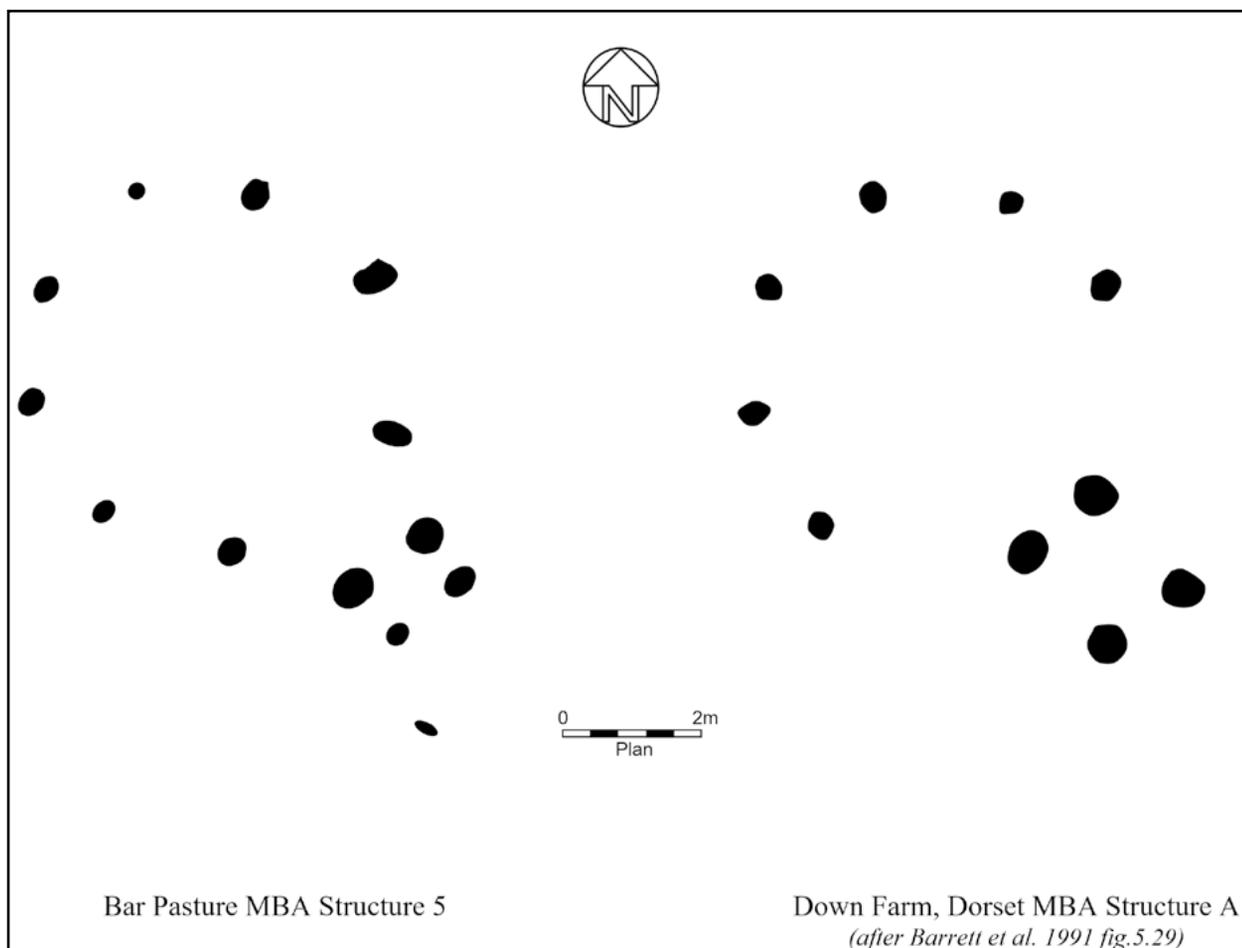 N
0 2m
Plan
Bar Pasture MBA Structure 5
Down Farm, Dorset MBA Structure A
(after Barrett et al. 1991 fig.5.29)